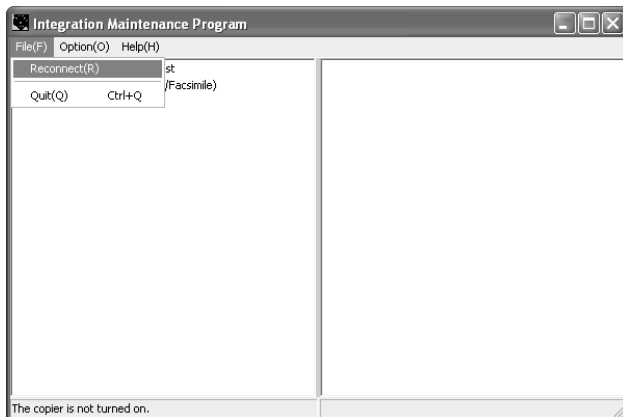 Integration Maintenance Program
File(F) Option(O) Help(H)
Reconnect(R)
st
Quit(Q) Ctrl+Q
/Facsimile)
The copier is not turned on.